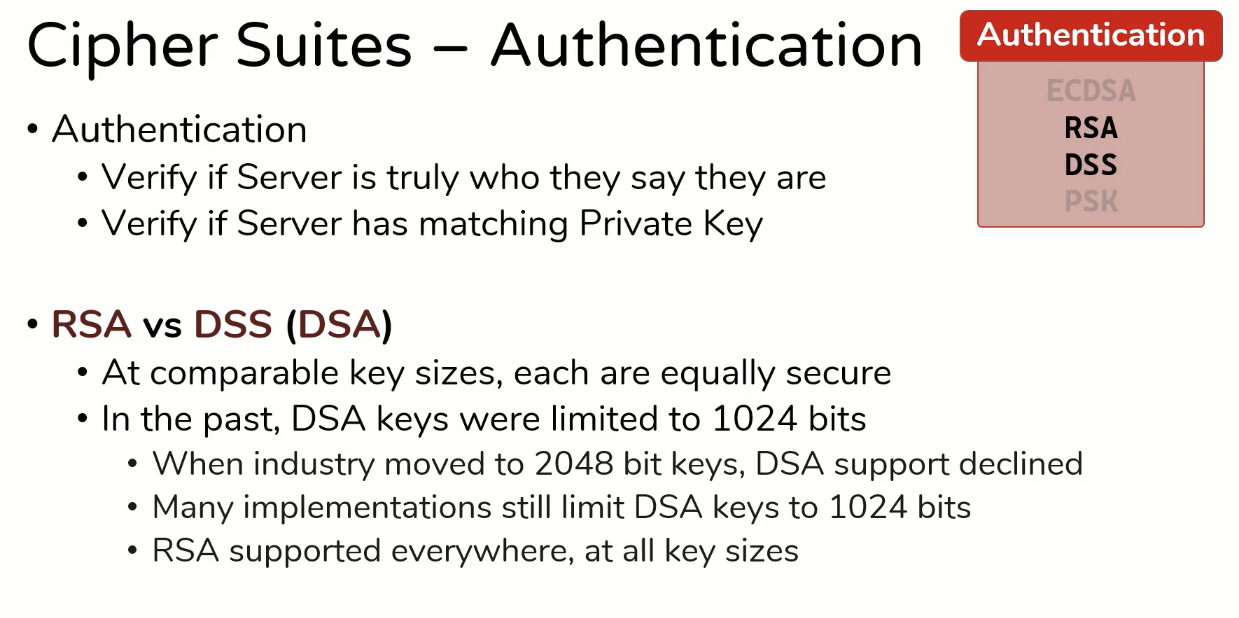 Cipher Suites – Authentication
Authentication
ECDSA
RSA
DSS
PSK
• Authentication
• Verify if Server is truly who they say they are
• Verify if Server has matching Private Key
• RSA vs DSS (DSA)
• At comparable key sizes, each are equally secure
• In the past, DSA keys were limited to 1024 bits
• When industry moved to 2048 bit keys, DSA support declined
• Many implementations still limit DSA keys to 1024 bits
• RSA supported everywhere, at all key sizes